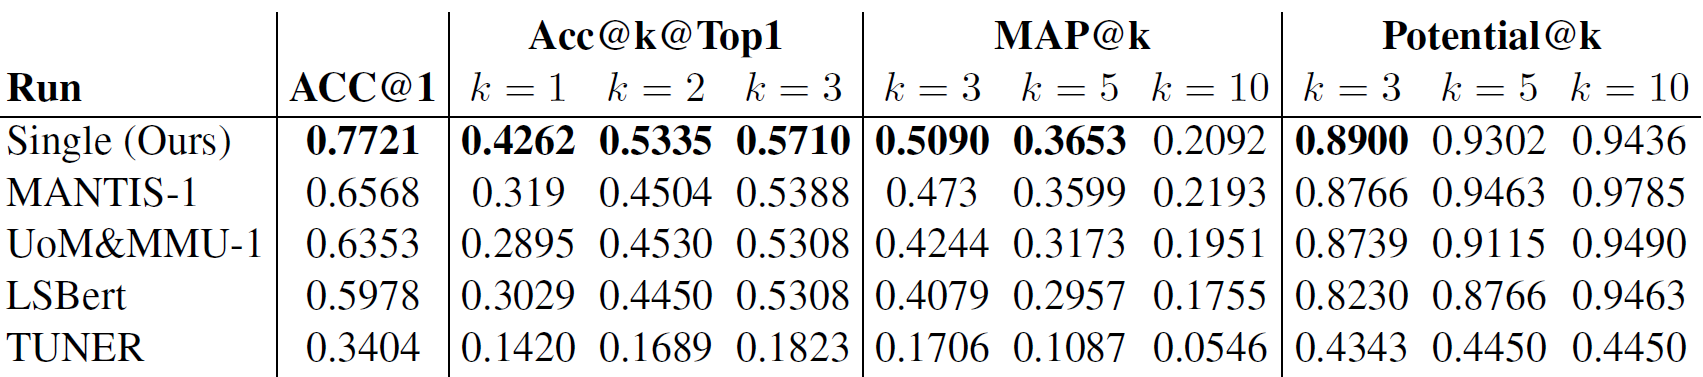 Acc@k@Top1 MAP@k Potential@k
Run ACC@1 k = 1 k = 2 k = 3 k = 3 k = 5 k = 10 k = 3 k = 5 k = 10
Single (Ours) 0.7721 0.4262 0.5335 0.5710 0.5090 0.3653 0.2092 0.8900 0.9302 0.9436
MANTIS-1 0.6568 0.319 0.4504 0.5388 0.473 0.3599 0.2193 0.8766 0.9463 0.9785
UoM&MMU-1 0.6353 0.2895 0.4530 0.5308 0.4244 0.3173 0.1951 0.8739 0.9115 0.9490
LSBert 0.5978 0.3029 0.4450 0.5308 0.4079 0.2957 0.1755 0.8230 0.8766 0.9463
TUNER 0.3404 0.1420 0.1689 0.1823 0.1706 0.1087 0.0546 0.4343 0.4450 0.4450